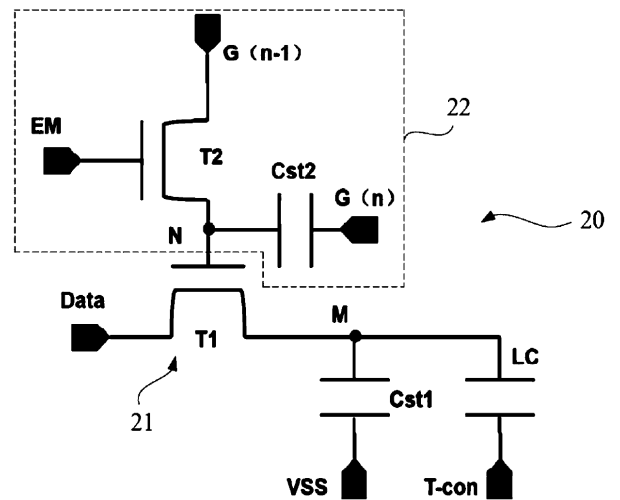 G（n-1）
22
EM
T2
Cst2
G（n）
20
N
Data
T1
M
LC
21
Cst1
VSS
T-con